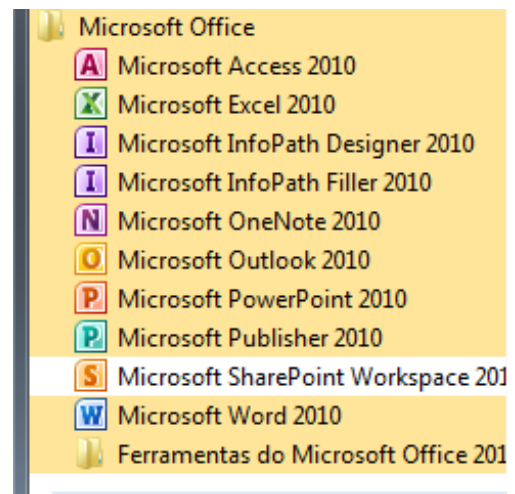 Microsoft Office
A Microsoft Access 2010
X Microsoft Excel 2010
I Microsoft InfoPath Designer 2010
I Microsoft InfoPath Filler 2010
N Microsoft OneNote 2010
O Microsoft Outlook 2010
P Microsoft PowerPoint 2010
P Microsoft Publisher 2010
S Microsoft SharePoint Workspace 201
W Microsoft Word 2010
Ferramentas do Microsoft Office 201